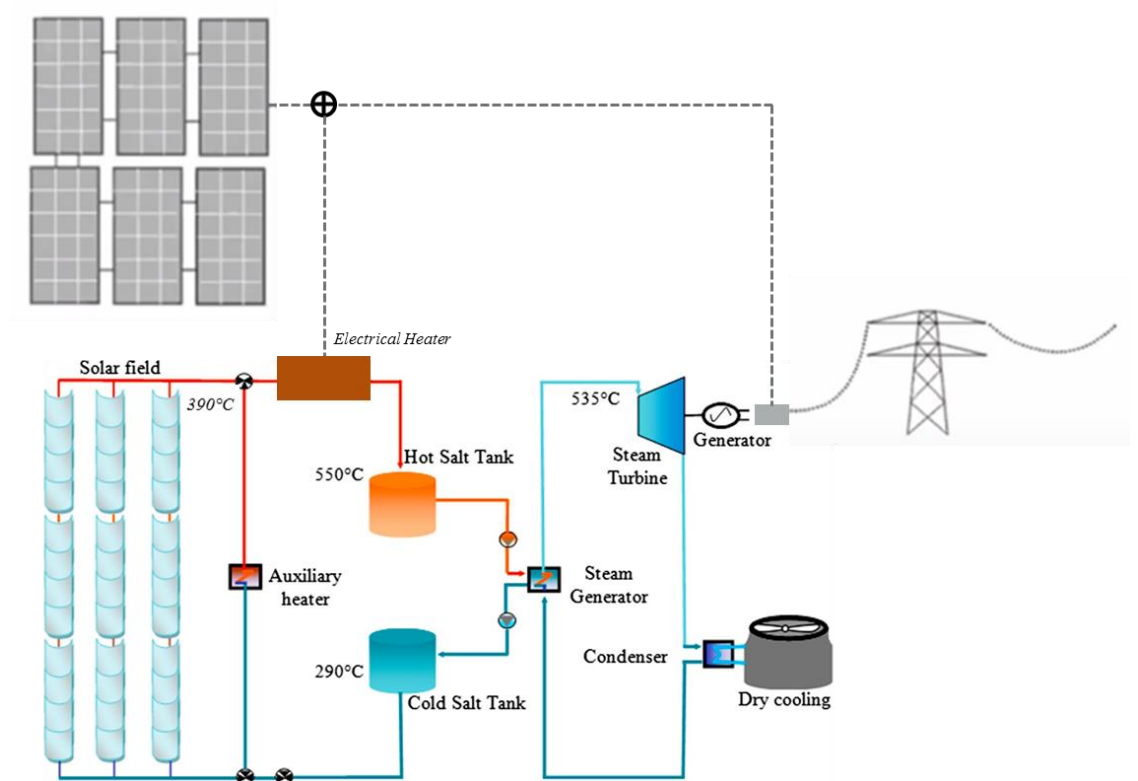 Electrical Heater
Solar field
390°C
535°C
Generator
Hot Salt Tank
Steam
Turbine
550°C
Auxiliary
heater
Steam
Generator
Condenser
290°C
Cold Salt Tank
Dry cooling